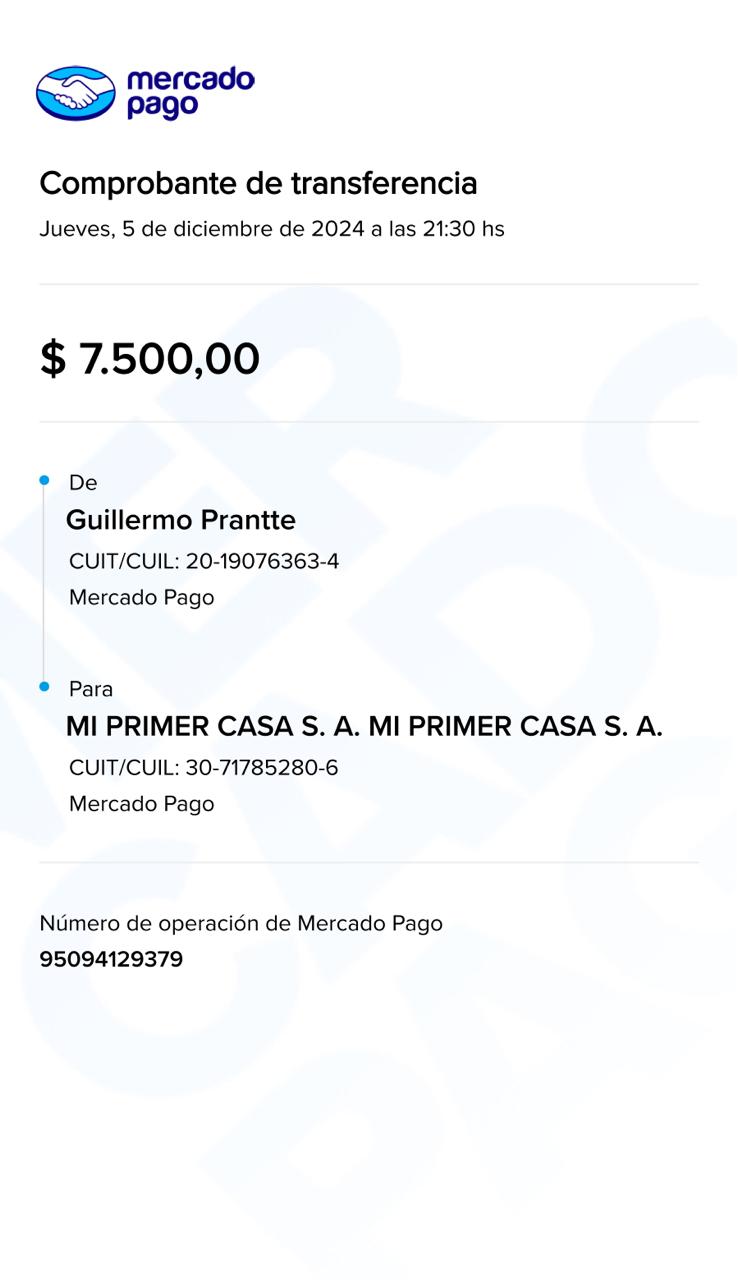 mercado
pago
Comprobante de transferencia
Jueves, 5 de diciembre de 2024 a las 21:30 hs
$ 7.500,00
De
Guillermo Prantte
CUIT/CUIL: 20-19076363-4
Mercado Pago
Para
MI PRIMER CASA S. A. MI PRIMER CASA S. A.
CUIT/CUIL: 30-71785280-6
Mercado Pago
Número de operación de Mercado Pago
95094129379